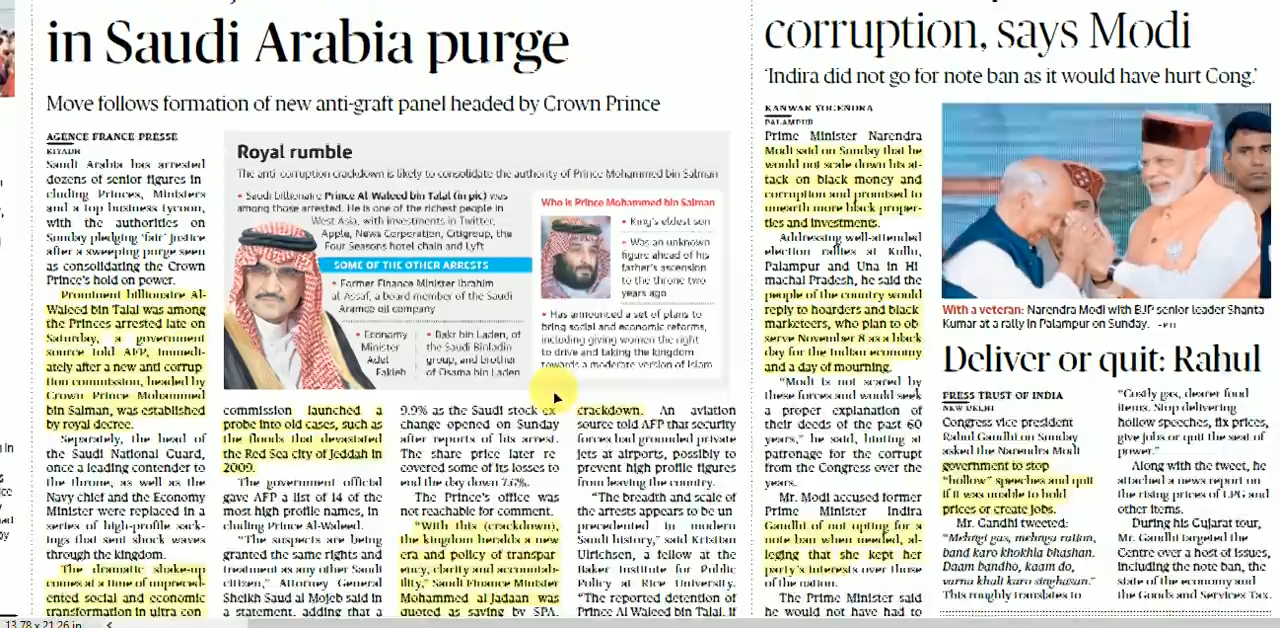 in Saudi Arabia purge
Move follows formation of new anti-graft panel headed by Crown Prince
AGENCE FRANCE PRESSE
RIYADH
Saudi Arabia has arrested
dozens of senior figures in-
cluding Princes, Ministers
and a top business tycoon,
with the authorities on
Sunday pledging 'fair' justice
after a sweeping purge seen
as consolidating the Crown
Prince's hold on power.
Prominent billionaire Al-
Waleed bin Talal was among
the Princes arrested late on
Saturday, a government
source told AFP, immedi-
ately after a new anti corrup-
tion commission, headed by
Crown Prince Mohammed
bin Salman, was established
by royal decree.
Separately, the head of
the Saudi National Guard,
once a leading contender to
the throne, as well as the
Navy chief and the Economy
Minister were replaced in a
series of high-profile sack-
ings that sent shock waves
through the kingdom.
The dramatic shake-up
comes at a time of unpreced-
ented social and economic
transformation in ultra con
Royal rumble
The anti-corruption crackdown is likely to consolidate the authority of Prince Mohammed bin Salman
• Saudi billionaire Prince Al Waleed bin Talal (in pic) was
among those arrested. He is one of the richest people in
West Asia, with investments in Twitter,
Apple, News Corporation, Citigroup, the
Four Seasons hotel chain and Lyft
SOME OF THE OTHER ARRESTS
• Former Finance Minister Ibrahim
al Assaf, a board member of the Saudi
Aramco oil company
• Economy
Minister
Adel
Fakieh
• Bakr bin Laden, of
the Saudi Binladin
group, and brother
of Osama bin Laden
Who is Prince Mohammed bin Salman
• King's eldest son
• Was an unknown
figure ahead of his
father's ascension
to the throne two
years ago
• Has announced a set of plans to
bring social and economic reforms,
including giving women the right
to drive and taking the kingdom
towards a moderate version of Islam
commission launched a
probe into old cases, such as
the floods that devastated
the Red Sea city of Jeddah in
2009.
The government official
gave AFP a list of 14 of the
most high profile names, in-
cluding Prince Al-Waleed.
"The suspects are being
granted the same rights and
treatment as any other Saudi
citizen," Attorney General
Sheikh Saud al Mojeb said in
a statement, adding that a
9.9% as the Saudi stock ex-
change opened on Sunday
after reports of his arrest.
The share price later re-
covered some of its losses to
end the day down 7.6%.
The Prince's office was
not reachable for comment.
"With this (crackdown),
the kingdom heralds a new
era and policy of transpar-
ency, clarity and accountab-
ility," Saudi Finance Minister
Mohammed al-Jadaan was
quoted as saying by SPA.
crackdown. An aviation
source told AFP that security
forces had grounded private
jets at airports, possibly to
prevent high profile figures
from leaving the country.
"The breadth and scale of
the arrests appears to be un
precedented in modern
Saudi history," said Kristian
Ulrichsen, a fellow at the
Baker Institute for Public
Policy at Rice University.
"The reported detention of
Prince Al Waleed bin Talal, if
corruption, says Modi
'Indira did not go for note ban as it would have hurt Cong.'
KANWAR YOGENDRA
PALAMPUR
Prime Minister Narendra
Modi said on Sunday that he
would not scale down his at-
tack on black money and
corruption and promised to
unearth more black proper-
ties and investments.
Addressing well-attended
election rallies at Kullu,
Palampur and Una in Hi-
machal Pradesh, he said the
people of the country would
reply to hoarders and black
marketeers, who plan to ob-
serve November 8 as a black
day for the Indian economy
and a day of mourning.
"Modi is not scared by
these forces and would seek
a proper explanation of
their deeds of the past 60
years," he said, hinting at
patronage for the corrupt
from the Congress over the
years.
Mr. Modi accused former
Prime Minister Indira
Gandhi of not opting for a
note ban when needed, al-
leging that she kept her
party's interests over those
of the nation.
The Prime Minister said
he would not have had to
With a veteran: Narendra Modi with BJP senior leader Shanta
Kumar at a rally in Palampur on Sunday. -PTI
Deliver or quit: Rahul
PRESS TRUST OF INDIA
NEW DELHI
Congress vice president
Rahul Gandhi on Sunday
asked the Narendra Modi
government to stop
"hollow" speeches and quit
if it was unable to hold
prices or create jobs.
Mr. Gandhi tweeted:
"Mehngi gas, mehnga ration,
band karo khokhla bhashan.
Daam bandho, kaam do,
varna khali karo singhasan."
This roughly translates to
"Costly gas, dearer food
items. Stop delivering
hollow speeches, fix prices,
give jobs or quit the seat of
power."
Along with the tweet, he
attached a news report on
the rising prices of LPG and
other items.
During his Gujarat tour,
Mr. Gandhi targeted the
Centre over a host of issues,
including the note ban, the
state of the economy and
the Goods and Services Tax.
13.78 x 21.26 in